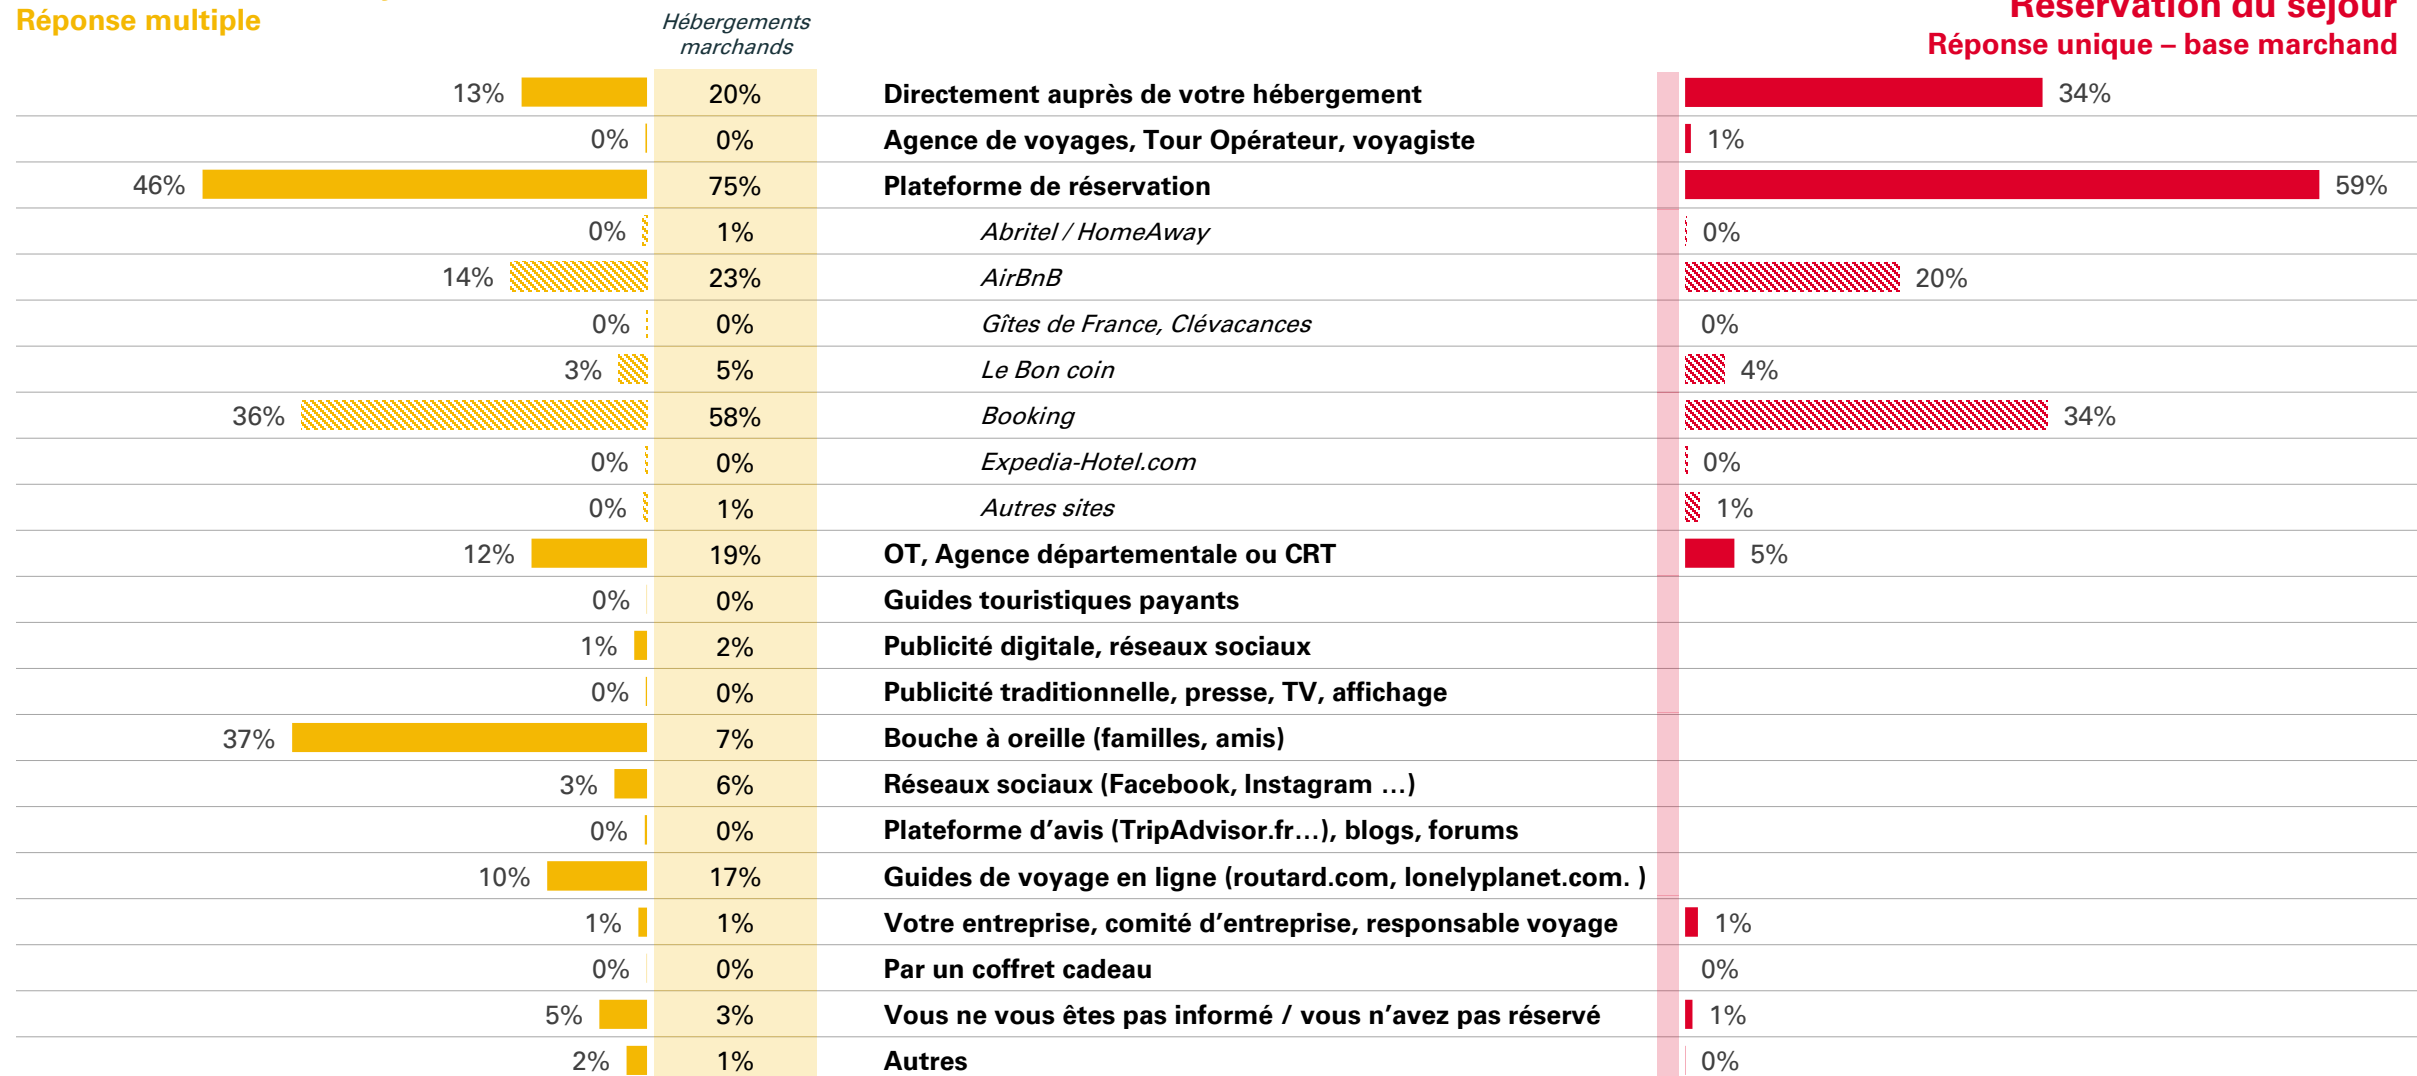 Réponse multiple
Hébergements
marchands
Réservation du séjour
Réponse unique – base marchand
13% 20% Directement auprès de votre hébergement 34%
0% 0% Agence de voyages, Tour Opérateur, voyagiste 1%
46% 75% Plateforme de réservation 59%
0% 1% Abritel / HomeAway 0%
14% 23% AirBnB 20%
0% 0% Gîtes de France, Clévacances 0%
3% 5% Le Bon coin 4%
36% 58% Booking 34%
0% 0% Expedia-Hotel.com 0%
0% 1% Autres sites 1%
12% 19% OT, Agence départementale ou CRT 5%
0% 0% Guides touristiques payants
1% 2% Publicité digitale, réseaux sociaux
0% 0% Publicité traditionnelle, presse, TV, affichage
37% 7% Bouche à oreille (familles, amis)
3% 6% Réseaux sociaux (Facebook, Instagram …)
0% 0% Plateforme d’avis (TripAdvisor.fr…), blogs, forums
10% 17% Guides de voyage en ligne (routard.com, lonelyplanet.com. )
1% 1% Votre entreprise, comité d’entreprise, responsable voyage 1%
0% 0% Par un coffret cadeau 0%
5% 3% Vous ne vous êtes pas informé / vous n’avez pas réservé 1%
2% 1% Autres 0%